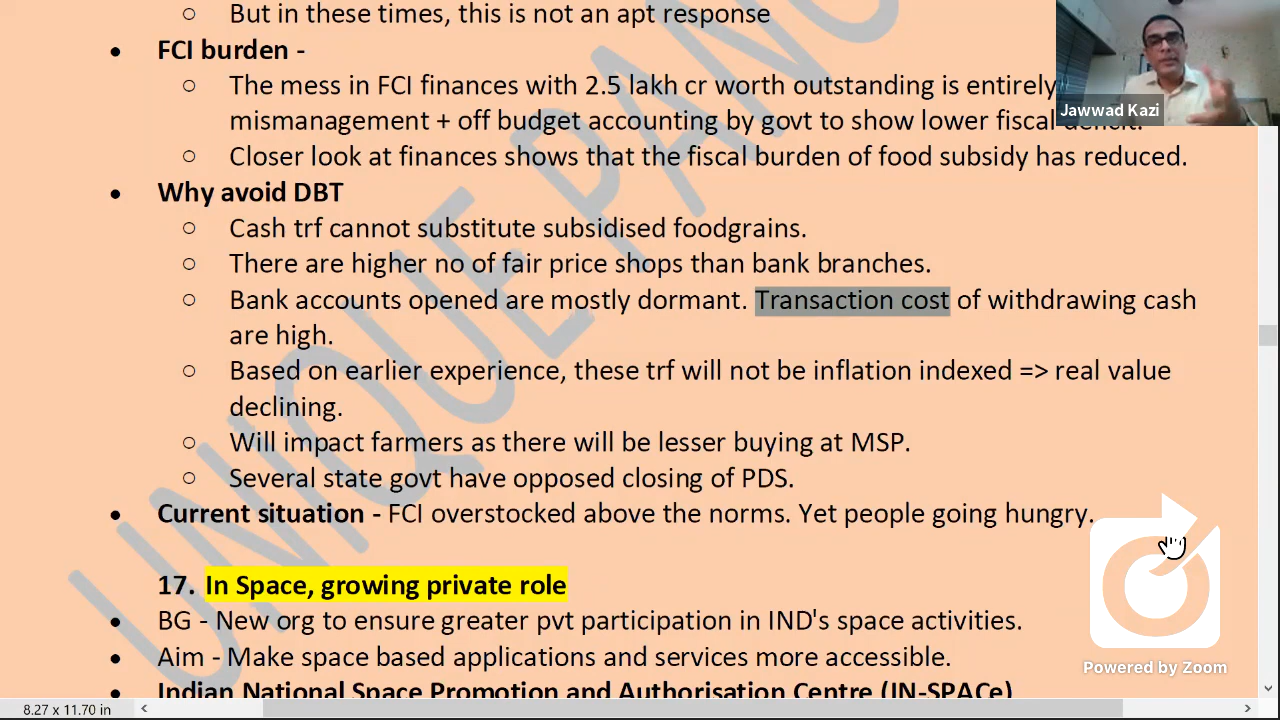 ○ But in these times, this is not an apt response
• FCI burden -
○ The mess in FCI finances with 2.5 lakh cr worth outstanding is entirely
mismanagement + off budget accounting by govt to show lower fiscal deficit.
○ Closer look at finances shows that the fiscal burden of food subsidy has reduced.
• Why avoid DBT
○ Cash trf cannot substitute subsidised foodgrains.
○ There are higher no of fair price shops than bank branches.
○ Bank accounts opened are mostly dormant. Transaction cost of withdrawing cash
are high.
○ Based on earlier experience, these trf will not be inflation indexed => real value
declining.
○ Will impact farmers as there will be lesser buying at MSP.
○ Several state govt have opposed closing of PDS.
• Current situation - FCI overstocked above the norms. Yet people going hungry.
17. In Space, growing private role
• BG - New org to ensure greater pvt participation in IND's space activities.
• Aim - Make space based applications and services more accessible.
• Indian National Space Promotion and Authorisation Centre (IN-SPACe)
Jawwad Kazi
Powered by Zoom
8.27 x 11.70 in
UNIQUE PANC